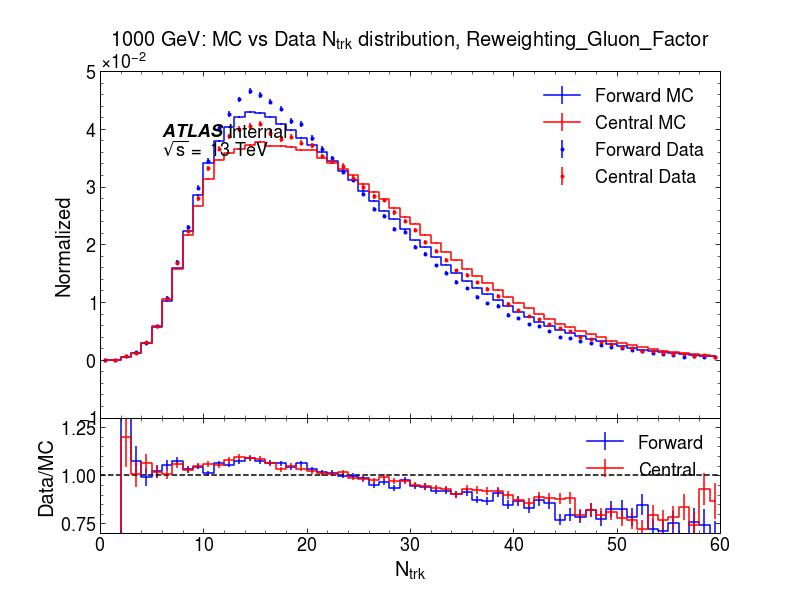 1000 GeV: MC vs Data Ntrk distribution, Reweighting_Gluon_Factor
×10−2
5
4
3
2
1
0
−1
Normalized
ATLAS Internal
√s = 13 TeV
Forward MC
Central MC
Forward Data
Central Data
1.25
1.00
0.75
Data/MC
Forward
Central
0 10 20 30 40 50 60
Ntrk